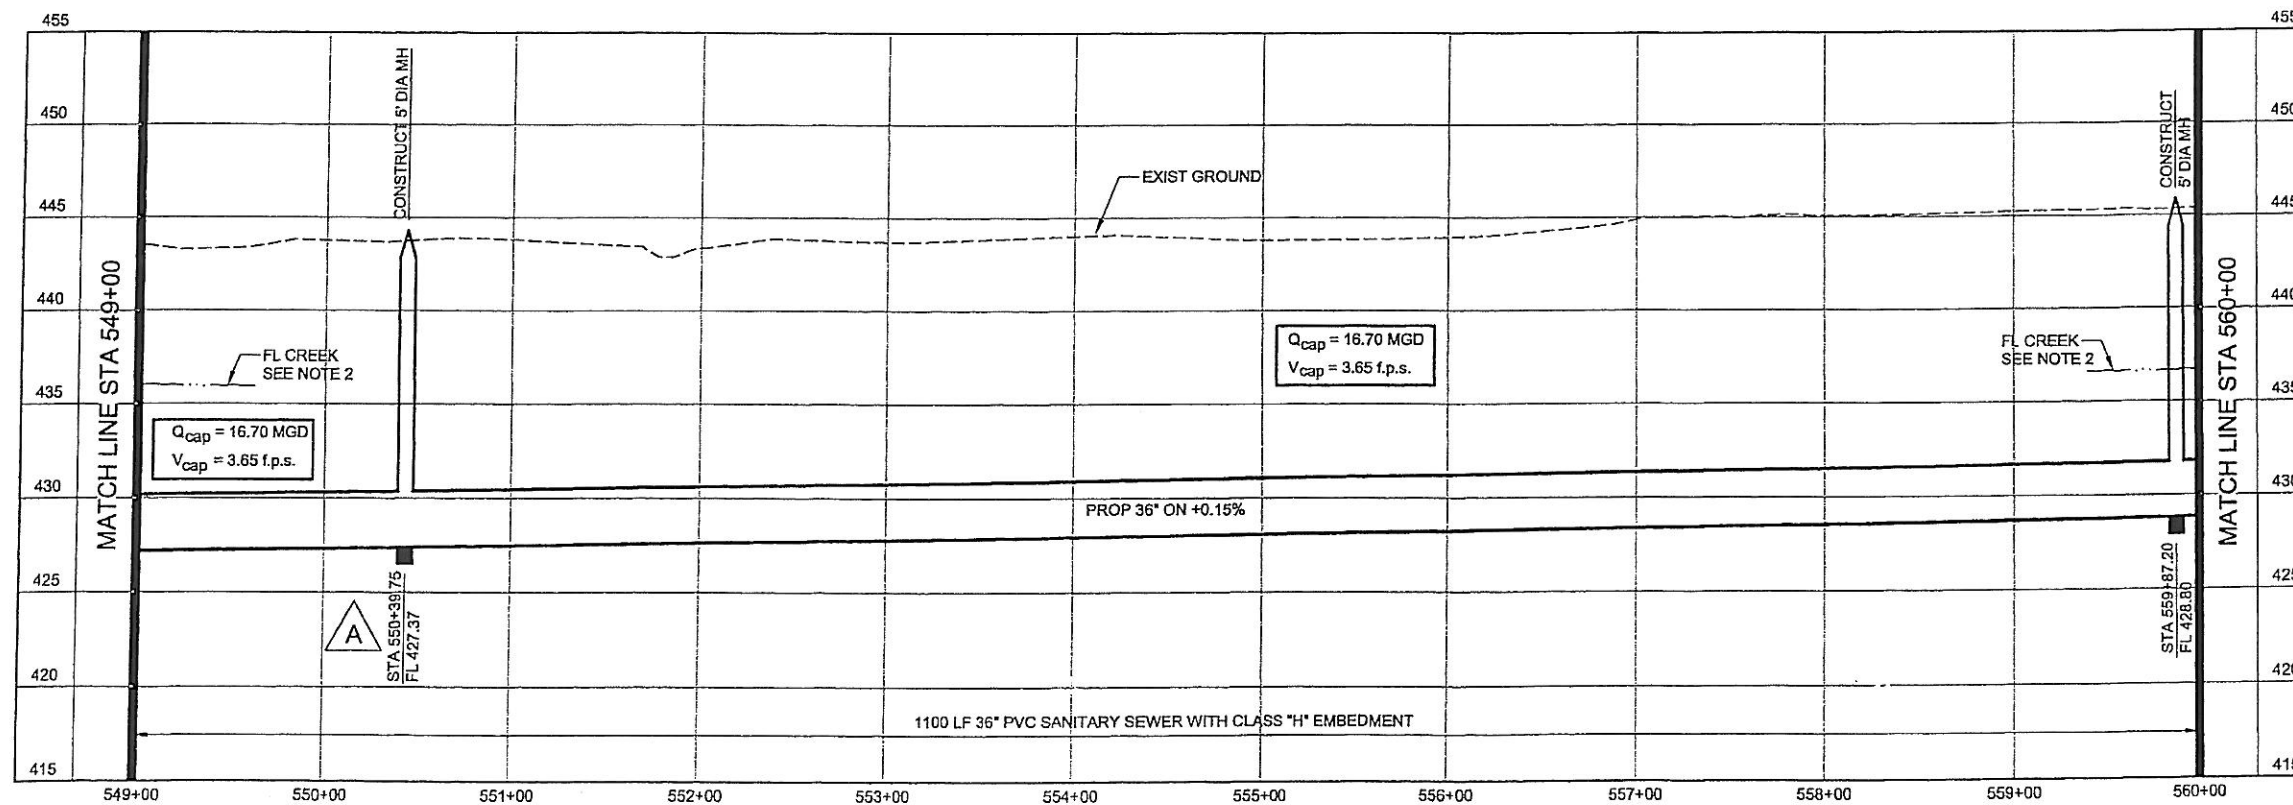 455
455
450
450
445
445
440
440
435
435
430
430
425
425
420
420
415
415
MATCH LINE STA 549+00
CONSTRUCT 5' DIA MH
EXIST GROUND
CONSTRUCT
5' DIA MH
FL CREEK
SEE NOTE 2
Qcap = 16.70 MGD
Vcap = 3.65 f.p.s.
Qcap = 16.70 MGD
Vcap = 3.65 f.p.s.
FL CREEK
SEE NOTE 2
MATCH LINE STA 560+00
PROP 36" ON +0.15%
A
STA 550+39.75
FL 427.37
STA 559+87.20
FL 428.80
1100 LF 36" PVC SANITARY SEWER WITH CLASS "H" EMBEDMENT
549+00
550+00
551+00
552+00
553+00
554+00
555+00
556+00
557+00
558+00
559+00
560+00